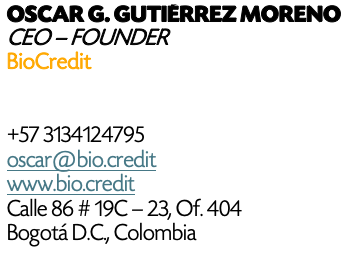 OSCAR G. GUTIÉRREZ MORENO
CEO – FOUNDER
BioCredit
+57 3134124795
oscar@bio.credit
www.bio.credit
Calle 86 # 19C – 23, Of. 404
Bogotá D.C., Colombia